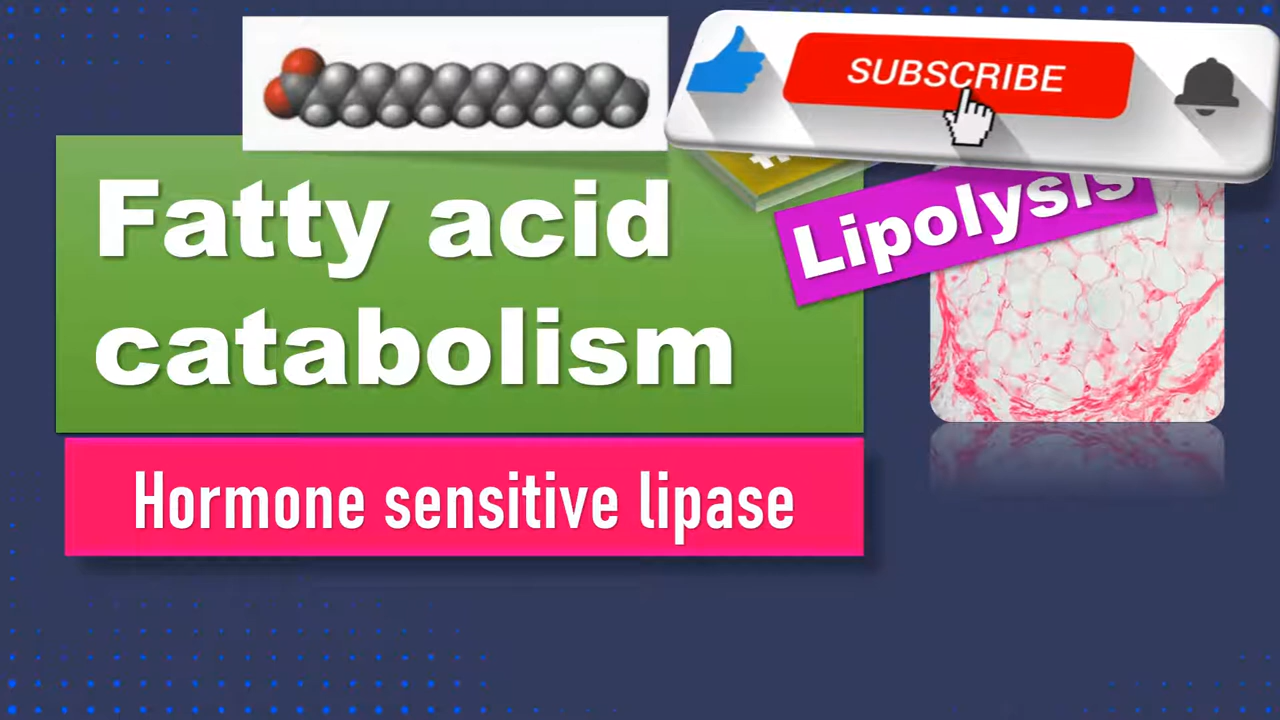 SUBSCRIBE
Lipolysis
Fatty acid
catabolism
Hormone sensitive lipase